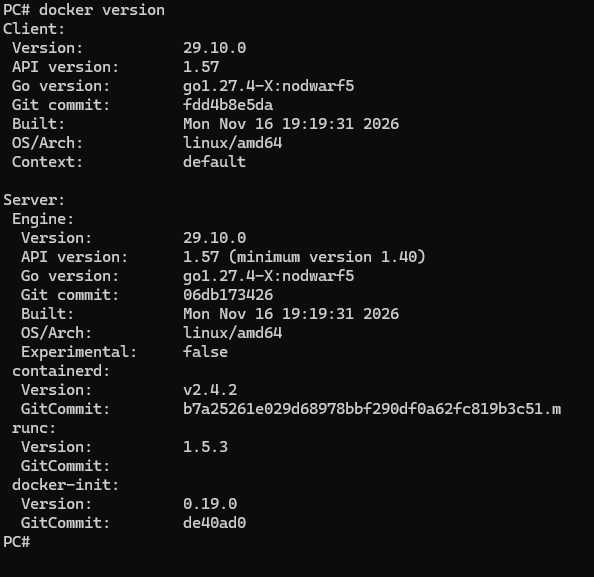 PC# docker version
Client:
 Version:           29.10.0
 API version:       1.57
 Go version:        go1.27.4-X:nodwarf5
 Git commit:        fdd4b8e5da
 Built:             Mon Nov 16 19:19:31 2026
 OS/Arch:           linux/amd64
 Context:           default

Server:
 Engine:
  Version:          29.10.0
  API version:      1.57 (minimum version 1.40)
  Go version:       go1.27.4-X:nodwarf5
  Git commit:       06db173426
  Built:            Mon Nov 16 19:19:31 2026
  OS/Arch:          linux/amd64
  Experimental:     false
 containerd:
  Version:          v2.4.2
  GitCommit:        b7a25261e029d68978bbf290df0a62fc819b3c51.m
 runc:
  Version:          1.5.3
  GitCommit:
 docker-init:
  Version:          0.19.0
  GitCommit:        de40ad0
PC#